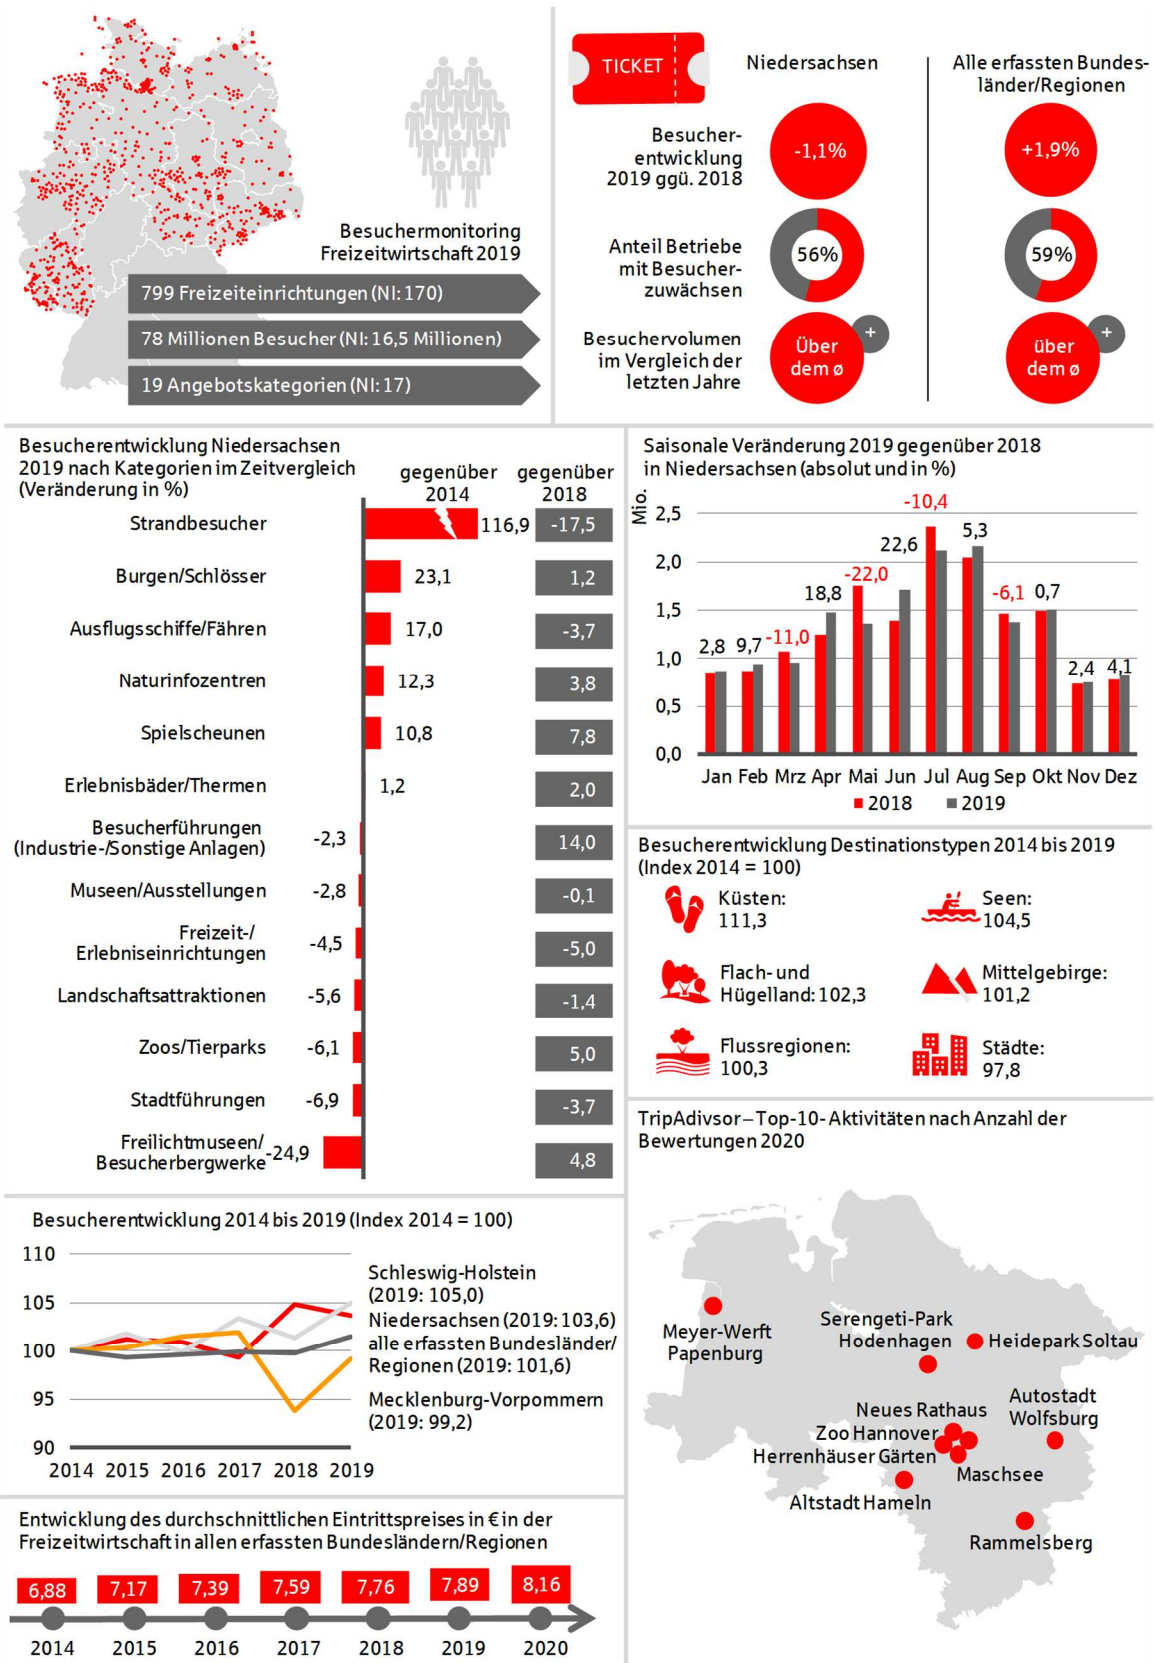 Besuchermonitoring
Freizeitwirtschaft 2019
799 Freizeiteinrichtungen (NI: 170)
78 Millionen Besucher (NI: 16,5 Millionen)
19 Angebotskategorien (NI: 17)
TICKET
Niedersachsen
Alle erfassten Bundes-
länder/Regionen
Besucher-
entwicklung
2019 ggü. 2018
-1,1%
+1,9%
Anteil Betriebe
mit Besucher-
zuwächsen
56%
59%
Besuchervolumen
im Vergleich der
letzten Jahre
Über
dem ø
+
über
dem ø
+
Besucherentwicklung Niedersachsen
2019 nach Kategorien im Zeitvergleich
(Veränderung in %)
gegenüber
2014
gegenüber
2018
Strandbesucher 116,9 -17,5
Burgen/Schlösser 23,1 1,2
Ausflugsschiffe/Fähren 17,0 -3,7
Naturinfozentren 12,3 3,8
Spielscheunen 10,8 7,8
Erlebnisbäder/Thermen 1,2 2,0
Besucherführungen
(Industrie-/Sonstige Anlagen) -2,3 14,0
Museen/Ausstellungen -2,8 -0,1
Freizeit-/
Erlebniseinrichtungen -4,5 -5,0
Landschaftsattraktionen -5,6 -1,4
Zoos/Tierparks -6,1 5,0
Stadtführungen -6,9 -3,7
Freilichtmuseen/
Besucherbergwerke -24,9 4,8
Saisonale Veränderung 2019 gegenüber 2018
in Niedersachsen (absolut und in %)
Mio.
2,5
2,0
1,5
1,0
0,5
0,0
2,8 9,7 -11,0 18,8 -22,0 22,6 -10,4 5,3 -6,1 0,7 2,4 4,1
Jan Feb Mrz Apr Mai Jun Jul Aug Sep Okt Nov Dez
2018 2019
Besucherentwicklung Destinationstypen 2014 bis 2019
(Index 2014 = 100)
Küsten:
111,3
Seen:
104,5
Flach- und
Hügelland: 102,3
Mittelgebirge:
101,2
Flussregionen:
100,3
Städte:
97,8
TripAdivsor – Top-10- Aktivitäten nach Anzahl der
Bewertungen 2020
Meyer-Werft
Papenburg
Serengeti-Park
Hodenhagen
Heidepark Soltau
Autostadt
Wolfsburg
Neues Rathaus
Zoo Hannover
Herrenhäuser Gärten
Maschsee
Altstadt Hameln
Rammelsberg
Besucherentwicklung 2014 bis 2019 (Index 2014 = 100)
110
105
100
95
90
2014 2015 2016 2017 2018 2019
Schleswig-Holstein
(2019: 105,0)
Niedersachsen (2019: 103,6)
alle erfassten Bundesländer/
Regionen (2019: 101,6)
Mecklenburg-Vorpommern
(2019: 99,2)
Entwicklung des durchschnittlichen Eintrittspreises in € in der
Freizeitwirtschaft in allen erfassten Bundesländern/Regionen
6,88 7,17 7,39 7,59 7,76 7,89 8,16
2014 2015 2016 2017 2018 2019 2020